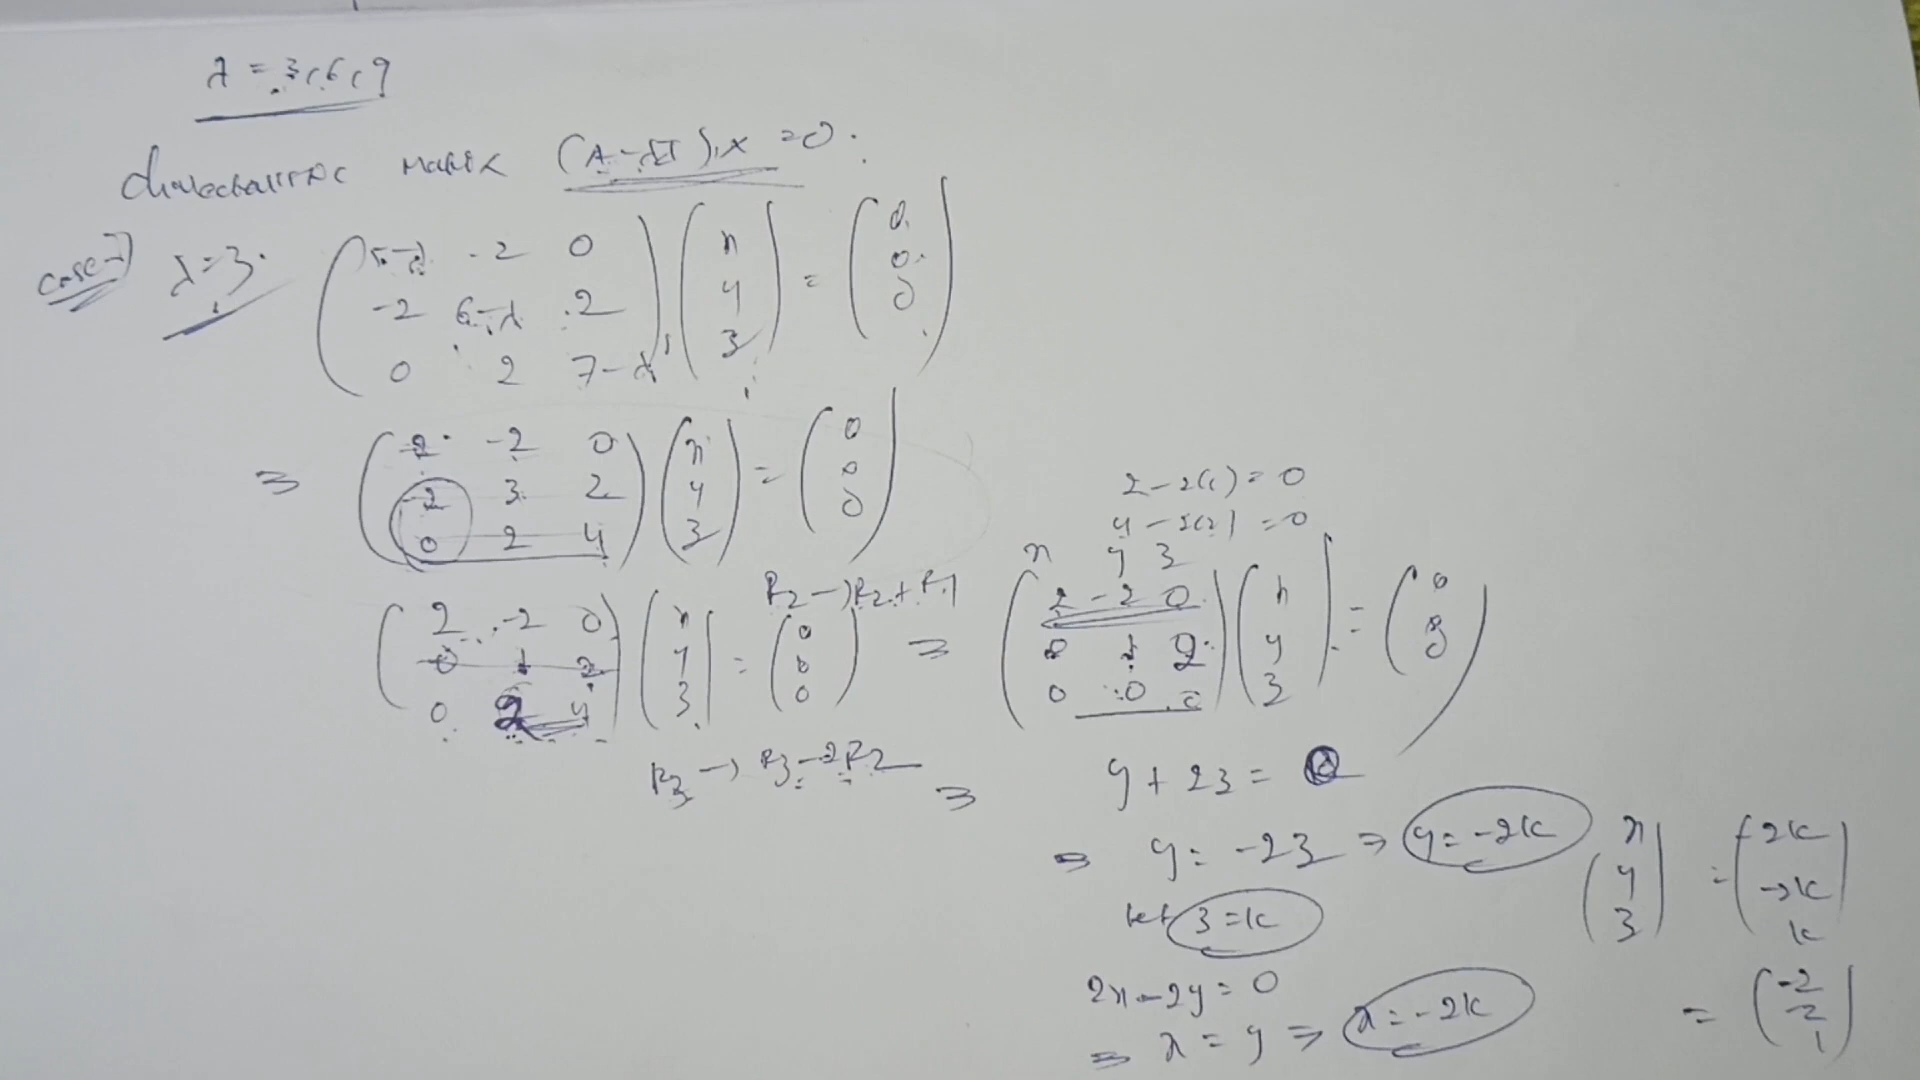 λ = 3, 6, 9
matrix (A-λI).X = 0.
case-I λ=3. (5-λ -2 0) (x) = (0)
(-2 6-λ 2) (y) (0)
(0 2 7-λ) (z) (0)
⇒ (2 -2 0) (x) = (0)
(-2 3 2) (y) (0)
(0 2 4) (z) (0)
R2→R2+R1
(2 -2 0) (x) = (0)
(0 1 2) (y) (0)
(0 2 4) (z) (0)
R3→R3-2R2
2-2(1)=0
4-2(2)=0
x y z
⇒ (2 -2 0) (x) = (0)
(0 1 2) (y) (0)
(0 0 0) (z)
⇒ y+2z = 0
⇒ y = -2z ⇒ y = -2k
let z = k
2x-2y = 0
⇒ x = y ⇒ x = -2k
(x) = (-2k)
(y) (-2k)
(z) (k)
= (-2)
(-2)
(1)